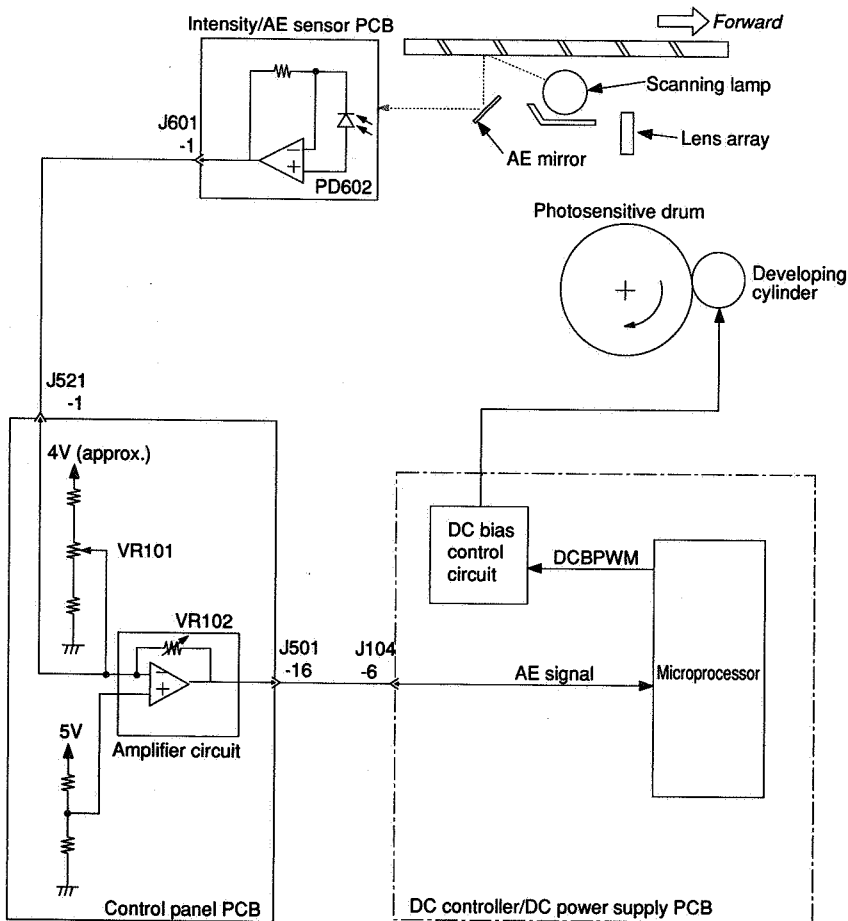 Forward
Intensity/AE sensor PCB
Scanning lamp
J601
-1
Lens array
AE mirror
PD602
Photosensitive drum
Developing
cylinder
J521
-1
4V (approx.)
VR101
DC bias
control
circuit
DCBPWM
VR102
J501
-16
J104
-6
AE signal
Microprocessor
5V
Amplifier circuit
Control panel PCB
DC controller/DC power supply PCB